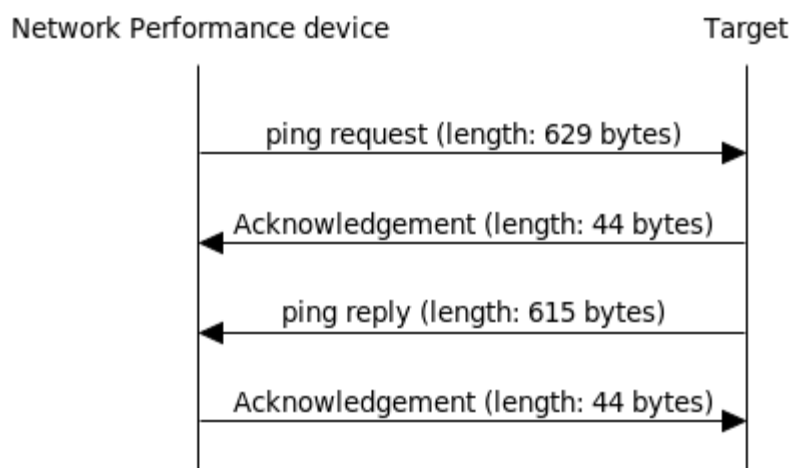 Network Performance device
Target
ping request (length: 629 bytes)
Acknowledgement (length: 44 bytes)
ping reply (length: 615 bytes)
Acknowledgement (length: 44 bytes)